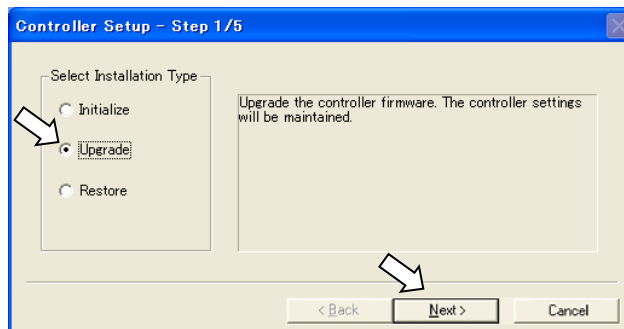 Controller Setup - Step 1/5
Select Installation Type
Initialize
Upgrade the controller firmware. The controller settings
will be maintained.
Upgrade
Restore
< Back
Next >
Cancel